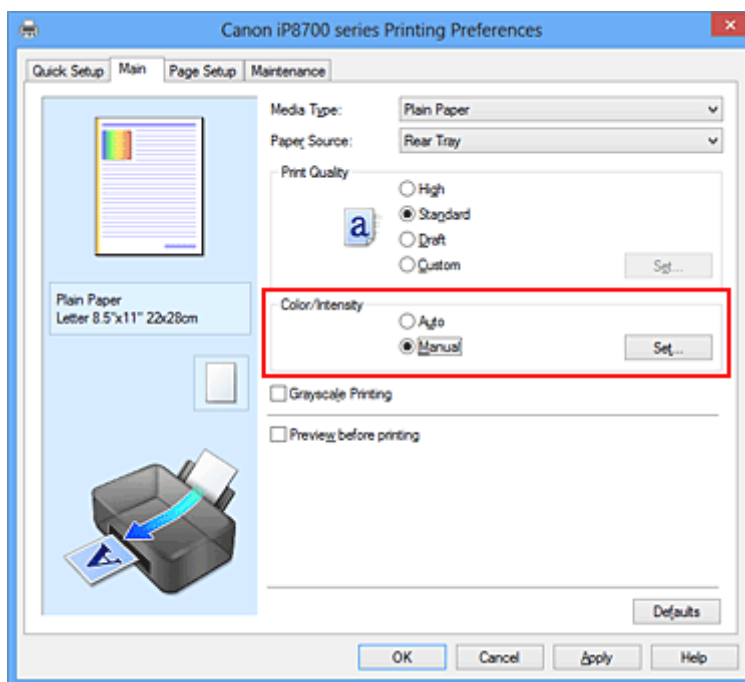 Canon iP8700 series Printing Preferences
Quick Setup Main Page Setup Maintenance
Media Type: Plain Paper
Paper Source: Rear Tray
Print Quality
High
Standard
Draft
Custom Set...
a
Plain Paper
Letter 8.5"x11" 22x28cm
Color/Intensity
Auto
Manual Set...
Grayscale Printing
Preview before printing
A
Defaults
OK Cancel Apply Help